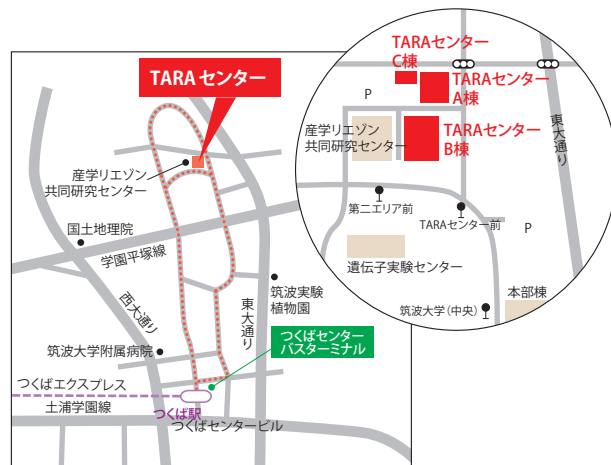 TARA センター
産学リエゾン
共同研究センター
国土地理院
学園平塚線
西大通り
東大通り
筑波実験
植物園
筑波大学附属病院
つくばセンター
バスターミナル
つくばエクスプレス
つくば駅
土浦学園線
つくばセンタービル
TARAセンター
C棟
TARAセンター
A棟
P
産学リエゾン
共同研究センター
TARAセンター
B棟
東大通り
第二エリア前
TARAセンター前
P
遺伝子実験センター
本部棟
筑波大学(中央)